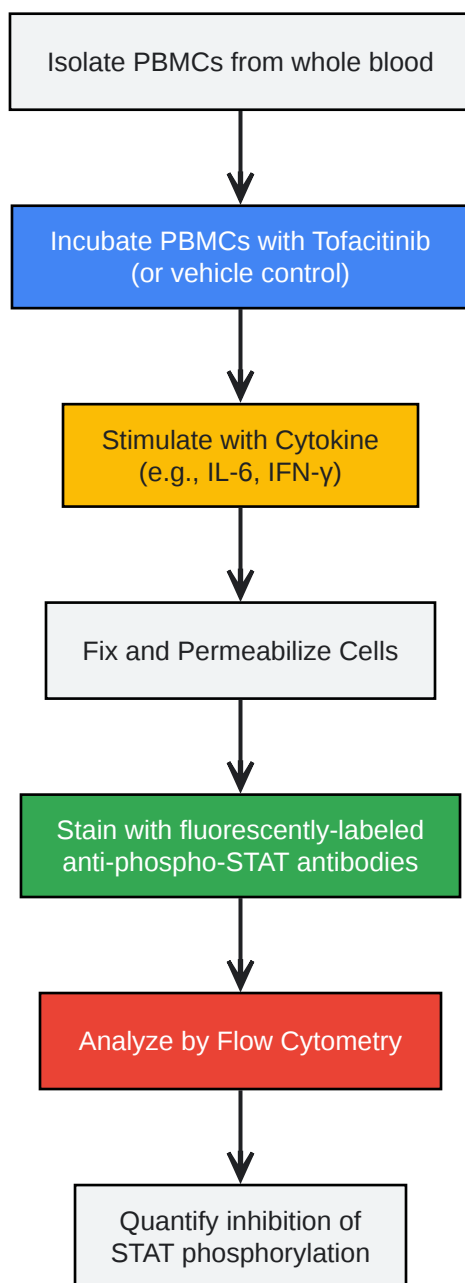 Isolate PBMCs from whole blood
Incubate PBMCs with Tofacitinib
(or vehicle control)
Stimulate with Cytokine
(e.g., IL-6, IFN-γ)
Fix and Permeabilize Cells
Stain with fluorescently-labeled
anti-phospho-STAT antibodies
Analyze by Flow Cytometry
Quantify inhibition of
STAT phosphorylation